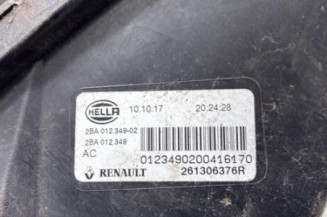 HELLA 10.10.17 20:24:28
2BA 012.349-02
2BA 012.349
AC 0123490200416170
RENAULT 261306376R